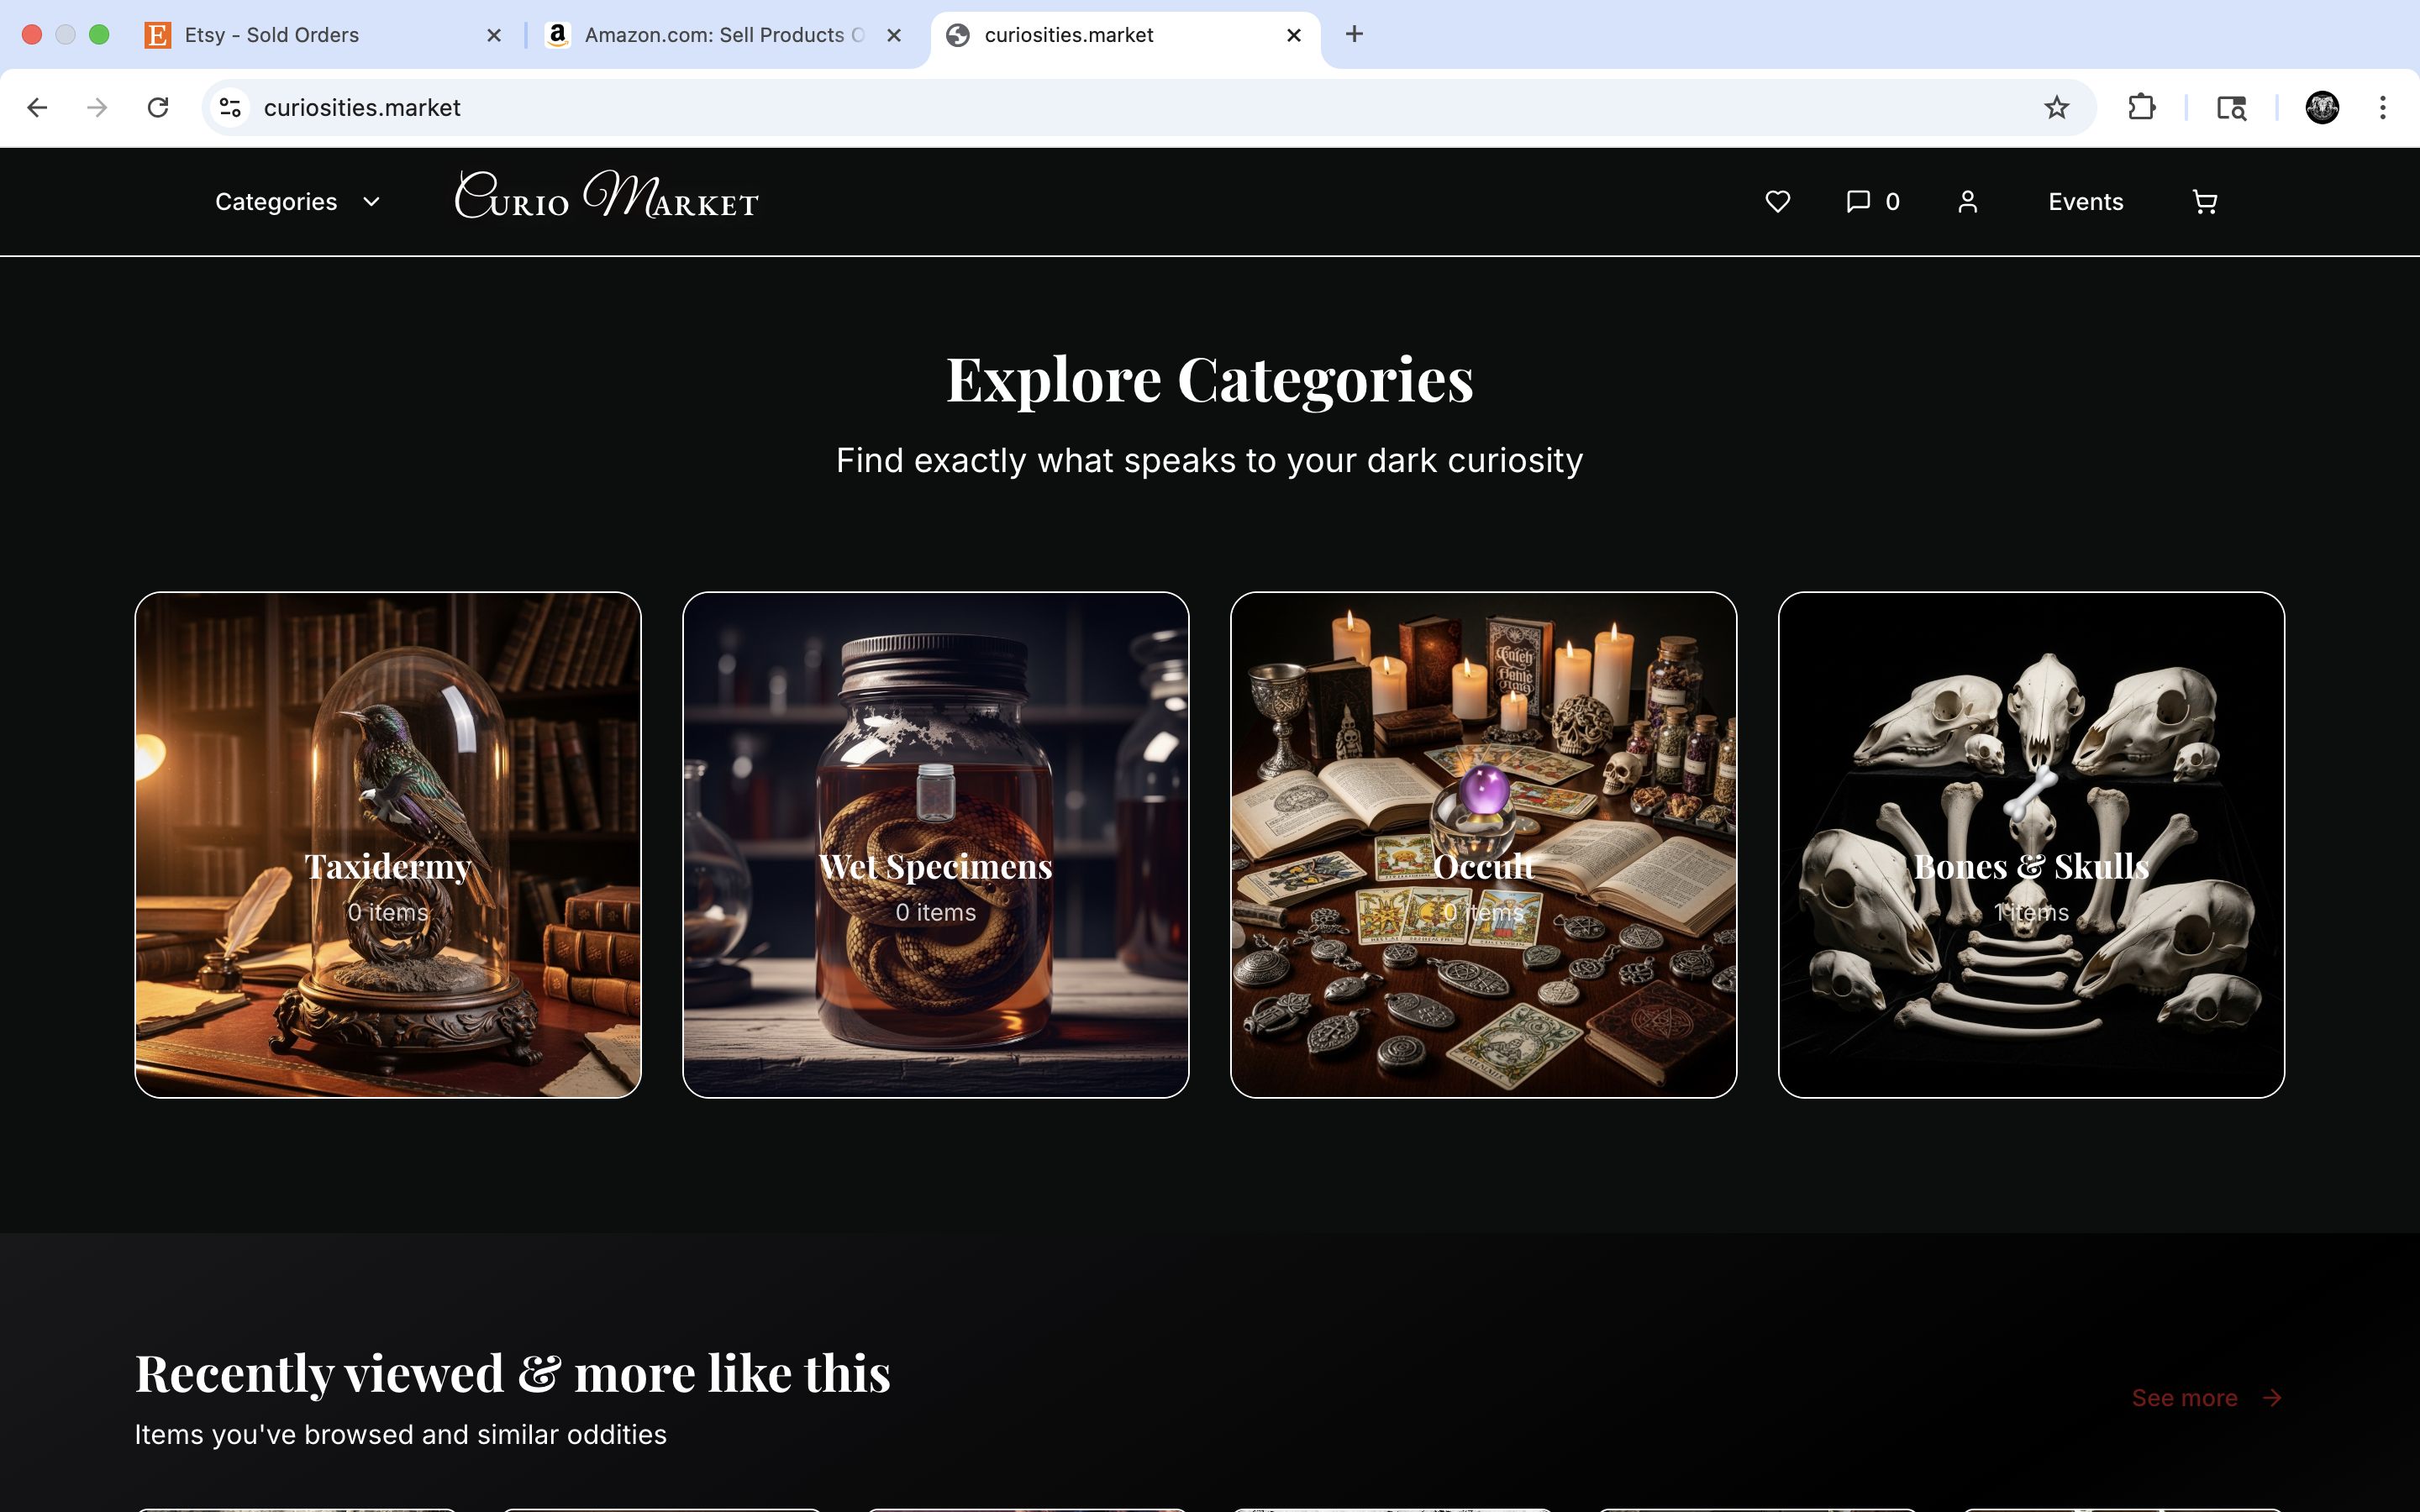 Etsy - Sold Orders
Amazon.com: Sell Products
curiosities.market
curiosities.market
Categories
Curio Market
0
Events
Explore Categories
Find exactly what speaks to your dark curiosity
Taxidermy
0 items
Wet Specimens
0 items
Occult
0 items
Bones & Skulls
1 items
Recently viewed & more like this
See more
Items you've browsed and similar oddities